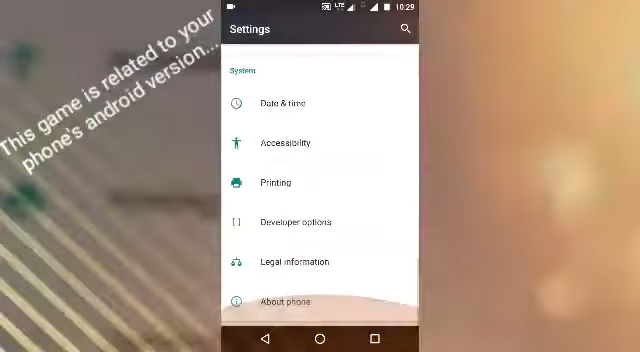 This game is related to your
phone's android version...
LTE
10:29
Settings
System
Date & time
Accessibility
Printing
Developer options
Legal information
About phone